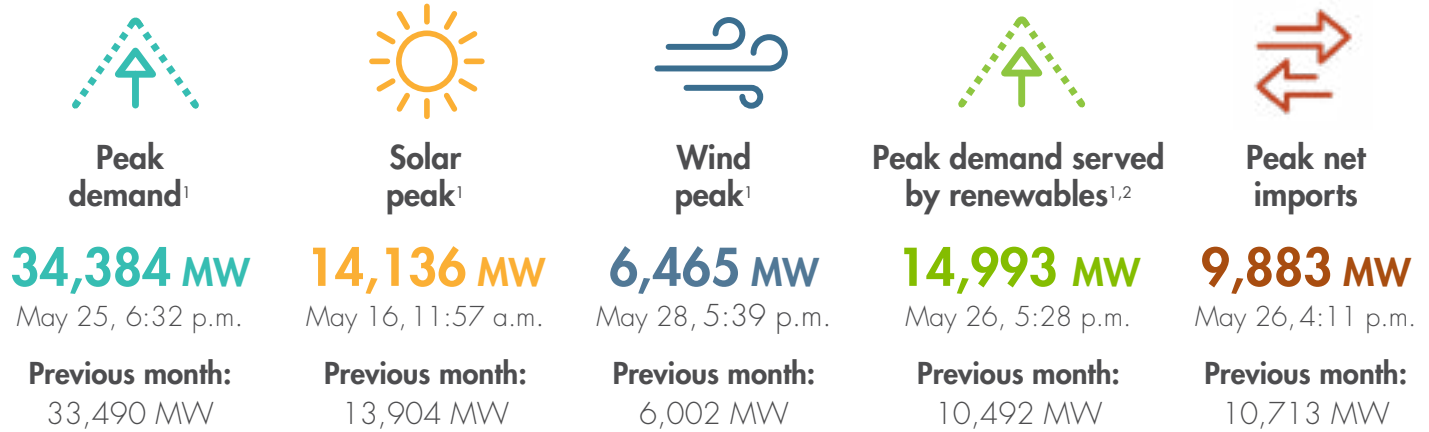 Peak
demand¹
34,384 MW
May 25, 6:32 p.m.
Previous month:
33,490 MW
Solar
peak¹
14,136 MW
May 16, 11:57 a.m.
Previous month:
13,904 MW
Wind
peak¹
6,465 MW
May 28, 5:39 p.m.
Previous month:
6,002 MW
Peak demand served
by renewables¹,²
14,993 MW
May 26, 5:28 p.m.
Previous month:
10,492 MW
Peak net
imports
9,883 MW
May 26, 4:11 p.m.
Previous month:
10,713 MW